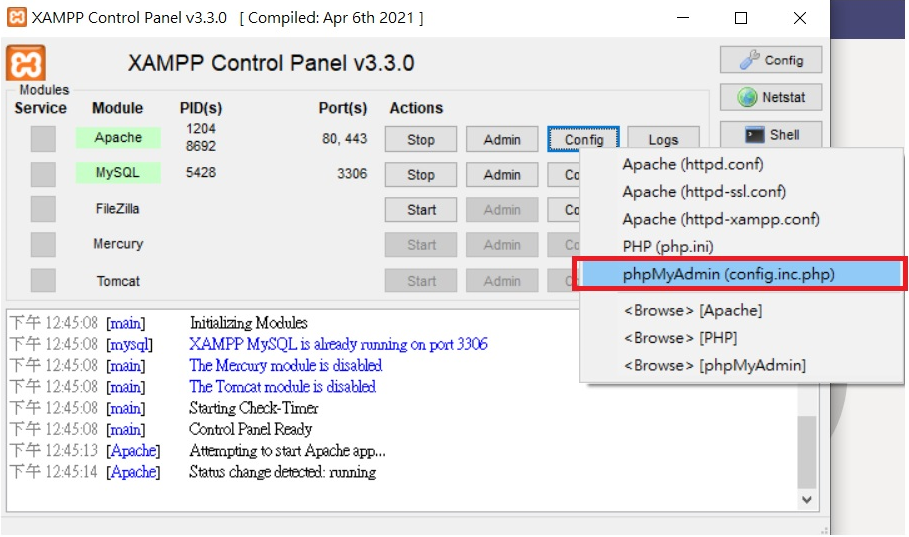 XAMPP Control Panel v3.3.0 [ Compiled: Apr 6th 2021 ]
XAMPP Control Panel v3.3.0
Config
Netstat
Shell
Modules
Service Module PID(s) Port(s) Actions
Apache 1204 8692 80, 443 Stop Admin Config Logs
MySQL 5428 3306 Stop Admin Co
FileZilla Start Admin Co
Mercury Start Admin Co
Tomcat Start Admin
Apache (httpd.conf)
Apache (httpd-ssl.conf)
Apache (httpd-xampp.conf)
PHP (php.ini)
phpMyAdmin (config.inc.php)
<Browse> [Apache]
<Browse> [PHP]
<Browse> [phpMyAdmin]
下午 12:45:08 [main] Initializing Modules
下午 12:45:08 [mysql] XAMPP MySQL is already running on port 3306
下午 12:45:08 [main] The Mercury module is disabled
下午 12:45:08 [main] The Tomcat module is disabled
下午 12:45:08 [main] Starting Check-Timer
下午 12:45:08 [main] Control Panel Ready
下午 12:45:13 [Apache] Attempting to start Apache app...
下午 12:45:14 [Apache] Status change detected: running